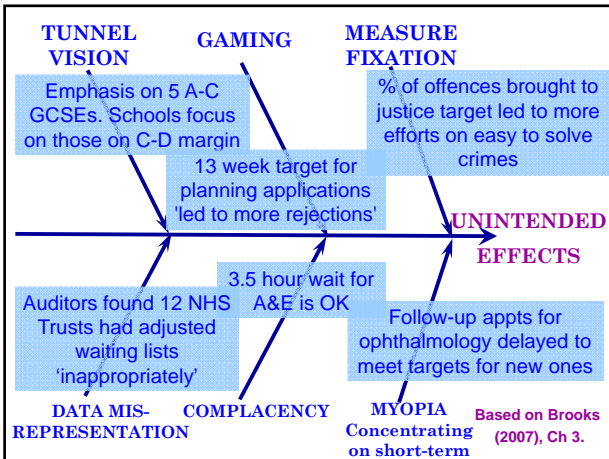 TUNNEL
VISION
GAMING
MEASURE
FIXATION
Emphasis on 5 A-C
GCSEs. Schools focus
on those on C-D margin
13 week target for
planning applications
'led to more rejections'
% of offences brought to
justice target led to more
efforts on easy to solve
crimes
UNINTENDED
EFFECTS
Auditors found 12 NHS
Trusts had adjusted
waiting lists
‘inappropriately’
3.5 hour wait for
A&E is OK
Follow-up appts for
ophthalmology delayed to
meet targets for new ones
DATA MIS-
REPRESENTATION
COMPLACENCY
MYOPIA
Concentrating
on short-term
Based on Brooks
(2007), Ch 3.